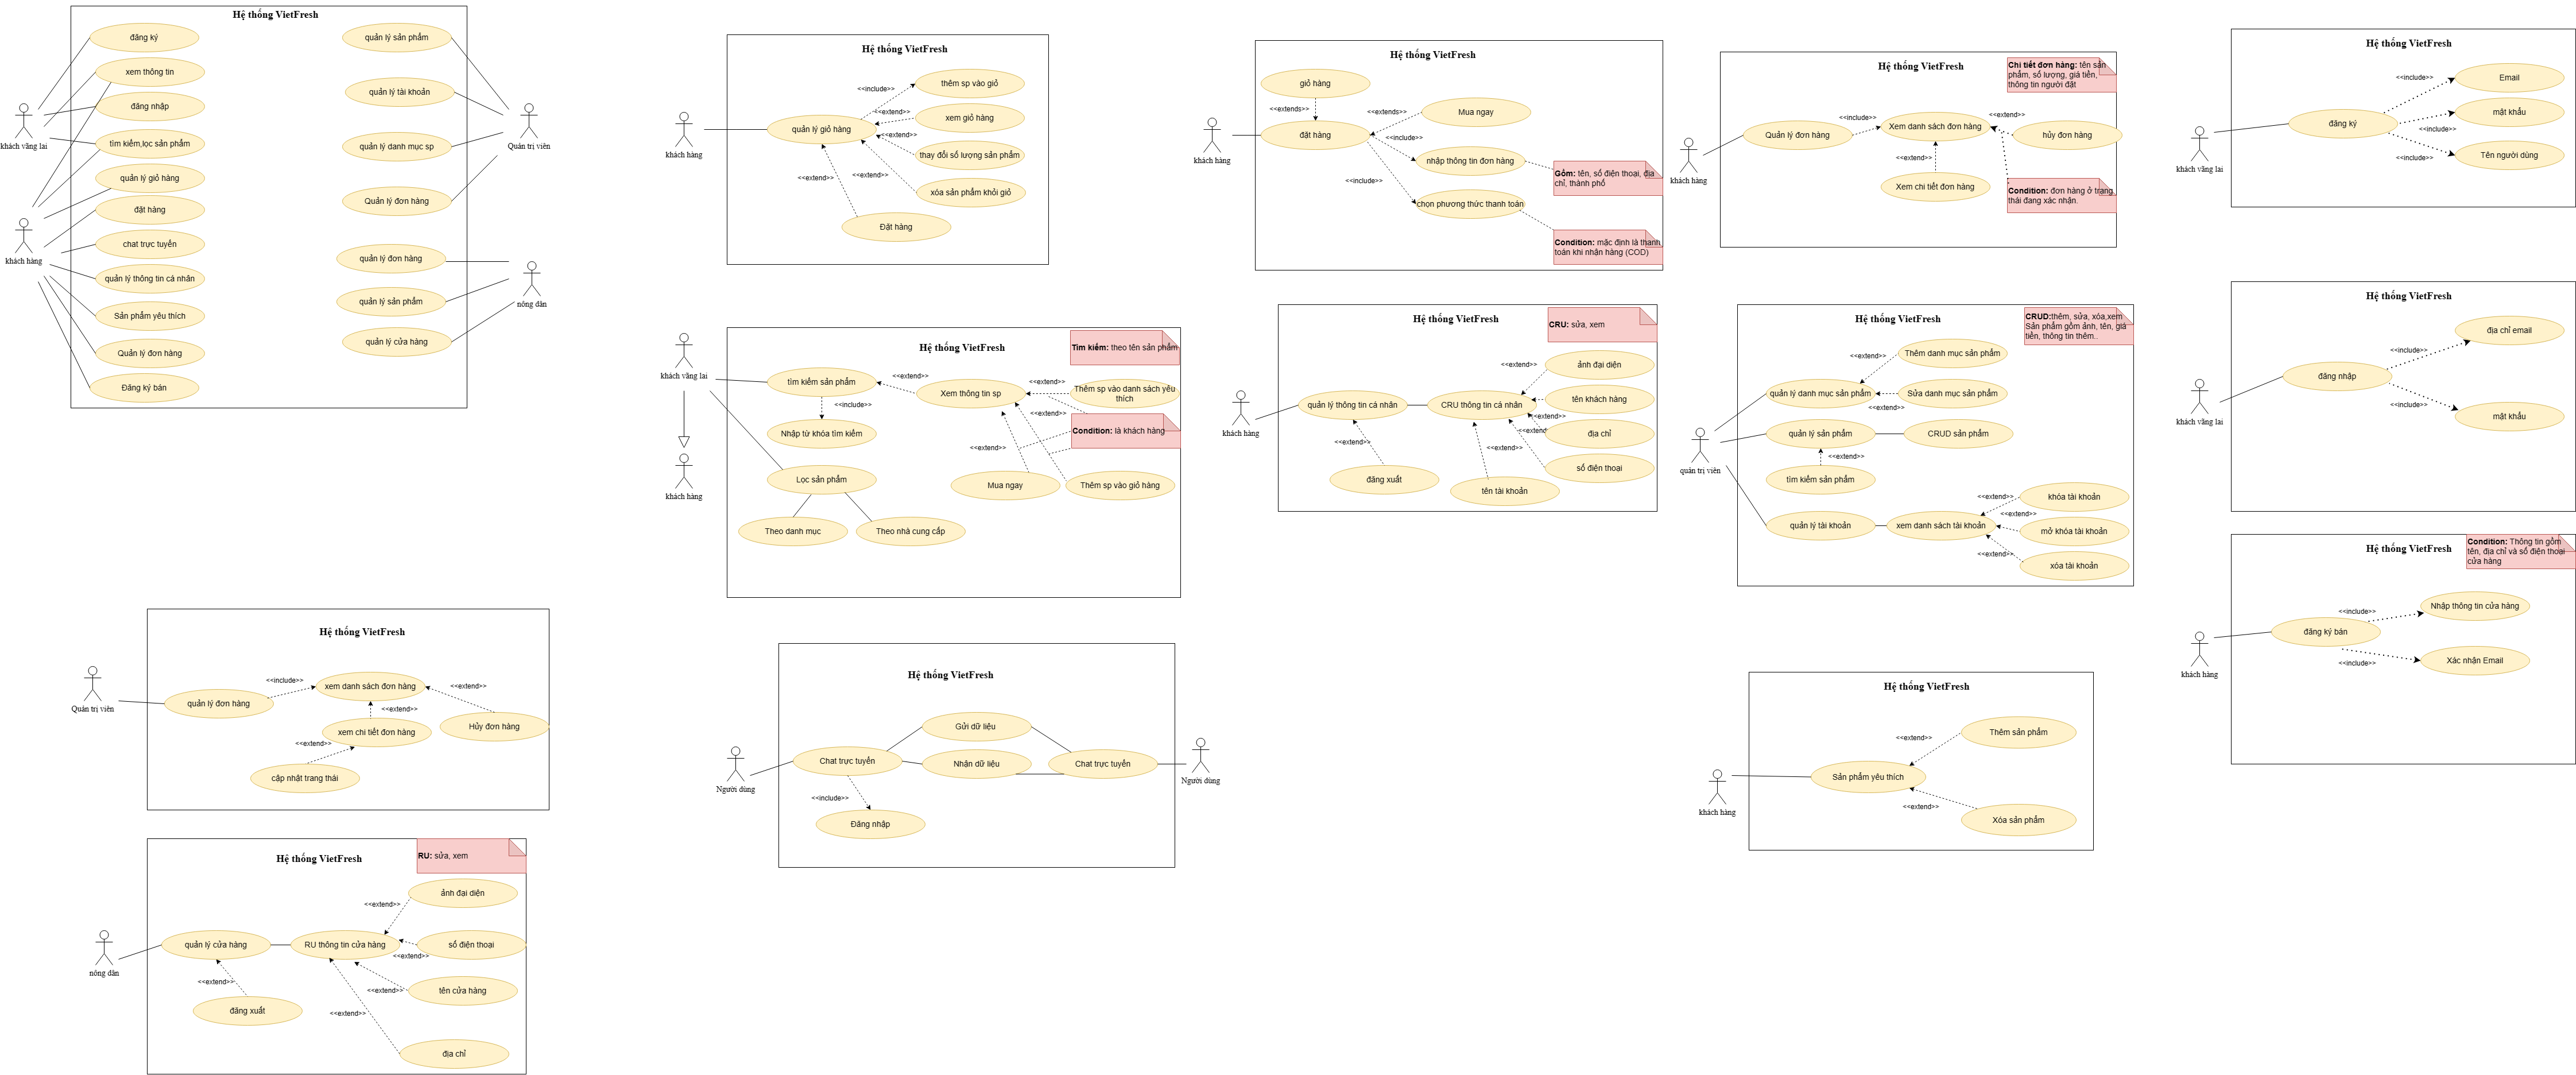 Hệ thống VietFresh
đăng ký
xem thông tin
đăng nhập
tìm kiếm,lọc sản phẩm
quản lý giỏ hàng
đặt hàng
chat trực tuyến
quản lý thông tin cá nhân
Sản phẩm yêu thích
Quản lý đơn hàng
Đăng ký bán
quản lý sản phẩm
quản lý tài khoản
quản lý danh mục sp
Quản lý đơn hàng
quản lý đơn hàng
quản lý sản phẩm
quản lý cửa hàng
khách vãng lai
khách hàng
Quản trị viên
nông dân
Hệ thống VietFresh
khách hàng
quản lý giỏ hàng
<<include>>
thêm sp vào giỏ
<<extend>>
xem giỏ hàng
<<extend>>
thay đổi số lượng sản phẩm
<<extend>>
xóa sản phẩm khỏi giỏ
<<extend>>
Đặt hàng
Hệ thống VietFresh
khách hàng
giỏ hàng
<<extends>>
đặt hàng
<<extends>>
Mua ngay
<<include>>
nhập thông tin đơn hàng
<<include>>
chọn phương thức thanh toán
Gồm: tên, số điện thoại, địa
chỉ, thành phố
Condition: mặc định là thanh
toán khi nhận hàng (COD)
Hệ thống VietFresh
Chi tiết đơn hàng: tên sản
phẩm, số lượng, giá tiền,
thông tin người đặt
khách hàng
Quản lý đơn hàng
<<include>>
Xem danh sách đơn hàng
<<extend>>
hủy đơn hàng
<<extend>>
Xem chi tiết đơn hàng
Condition: đơn hàng ở trạng
thái đang xác nhận.
Hệ thống VietFresh
khách vãng lai
đăng ký
<<include>>
Email
<<include>>
mật khẩu
<<include>>
Tên người dùng
Hệ thống VietFresh
Tìm kiếm: theo tên sản phẩm
khách vãng lai
khách hàng
tìm kiếm sản phẩm
<<extend>>
Xem thông tin sp
<<extend>>
Thêm sp vào danh sách yêu
thích
<<include>>
Nhập từ khóa tìm kiếm
<<extend>>
Condition: là khách hàng
<<extend>>
Lọc sản phẩm
Mua ngay
Thêm sp vào giỏ hàng
Theo danh mục
Theo nhà cung cấp
Hệ thống VietFresh
CRU: sửa, xem
khách hàng
quản lý thông tin cá nhân
CRU thông tin cá nhân
<<extend>>
ảnh đại diện
tên khách hàng
<<extend>>
địa chỉ
<<extend>>
số điện thoại
<<extend>>
tên tài khoản
<<extend>>
đăng xuất
Hệ thống VietFresh
CRUD:thêm, sửa, xóa,xem
Sản phẩm gồm ảnh, tên, giá
tiền, thông tin thêm..
quản trị viên
<<extend>>
Thêm danh mục sản phẩm
quản lý danh mục sản phẩm
Sửa danh mục sản phẩm
<<extend>>
quản lý sản phẩm
CRUD sản phẩm
<<extend>>
tìm kiếm sản phẩm
quản lý tài khoản
xem danh sách tài khoản
<<extend>>
khóa tài khoản
<<extend>>
mở khóa tài khoản
<<extend>>
xóa tài khoản
Hệ thống VietFresh
khách vãng lai
đăng nhập
<<include>>
địa chỉ email
<<include>>
mật khẩu
Hệ thống VietFresh
Condition: Thông tin gồm
tên, địa chỉ và số điện thoại
cửa hàng
khách hàng
đăng ký bán
<<include>>
Nhập thông tin cửa hàng
<<include>>
Xác nhận Email
Hệ thống VietFresh
Quản trị viên
quản lý đơn hàng
<<include>>
xem danh sách đơn hàng
<<extend>>
Hủy đơn hàng
<<extend>>
xem chi tiết đơn hàng
<<extend>>
cập nhật trang thái
Hệ thống VietFresh
Người dùng
Chat trực tuyến
Gửi dữ liệu
Nhận dữ liệu
Chat trực tuyến
Người dùng
<<include>>
Đăng nhập
Hệ thống VietFresh
khách hàng
Sản phẩm yêu thích
<<extend>>
Thêm sản phẩm
<<extend>>
Xóa sản phẩm
Hệ thống VietFresh
RU: sửa, xem
nông dân
quản lý cửa hàng
RU thông tin cửa hàng
<<extend>>
ảnh đại diện
số điện thoại
<<extend>>
<<extend>>
tên cửa hàng
<<extend>>
địa chỉ
<<extend>>
đăng xuất